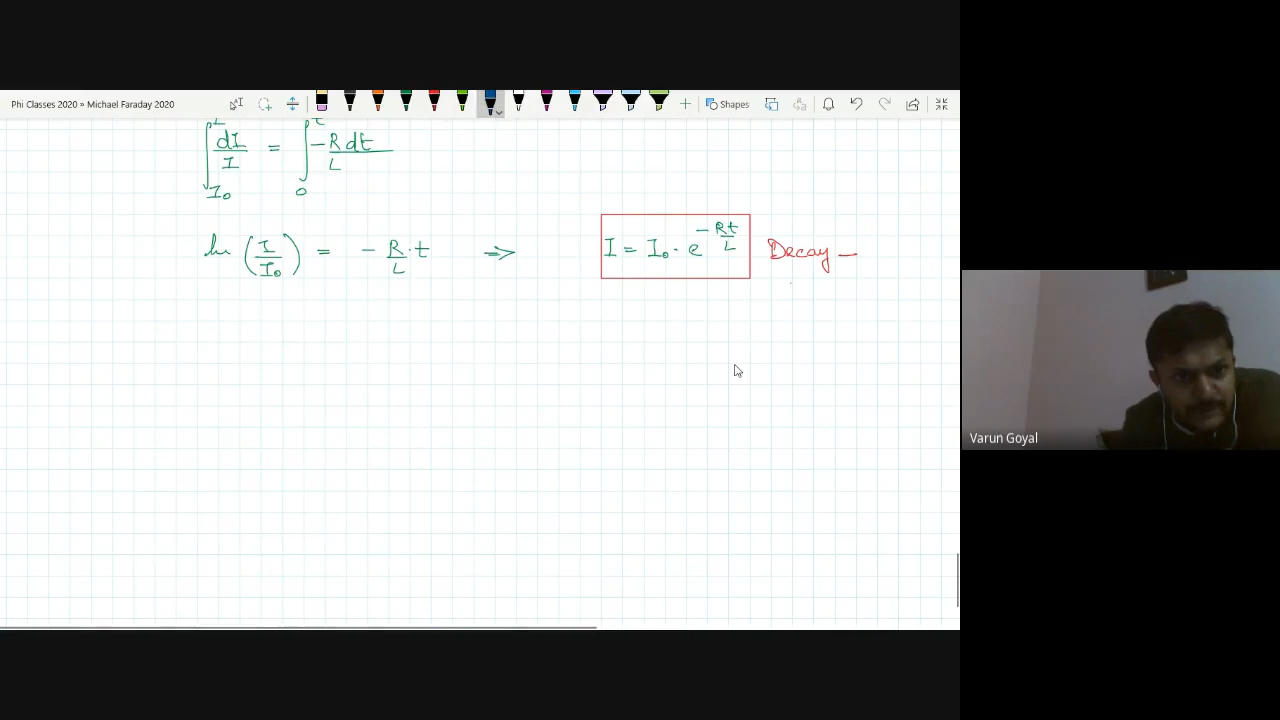 Phi Classes 2020 » Michael Faraday 2020
Shapes
∫_{I₀}^{I} dI/I = ∫_{0}^{t} -R dt/L
ln (I/I₀) = - R/L · t ⇒ I = I₀ · e^{-Rt/L} Decay –
Varun Goyal